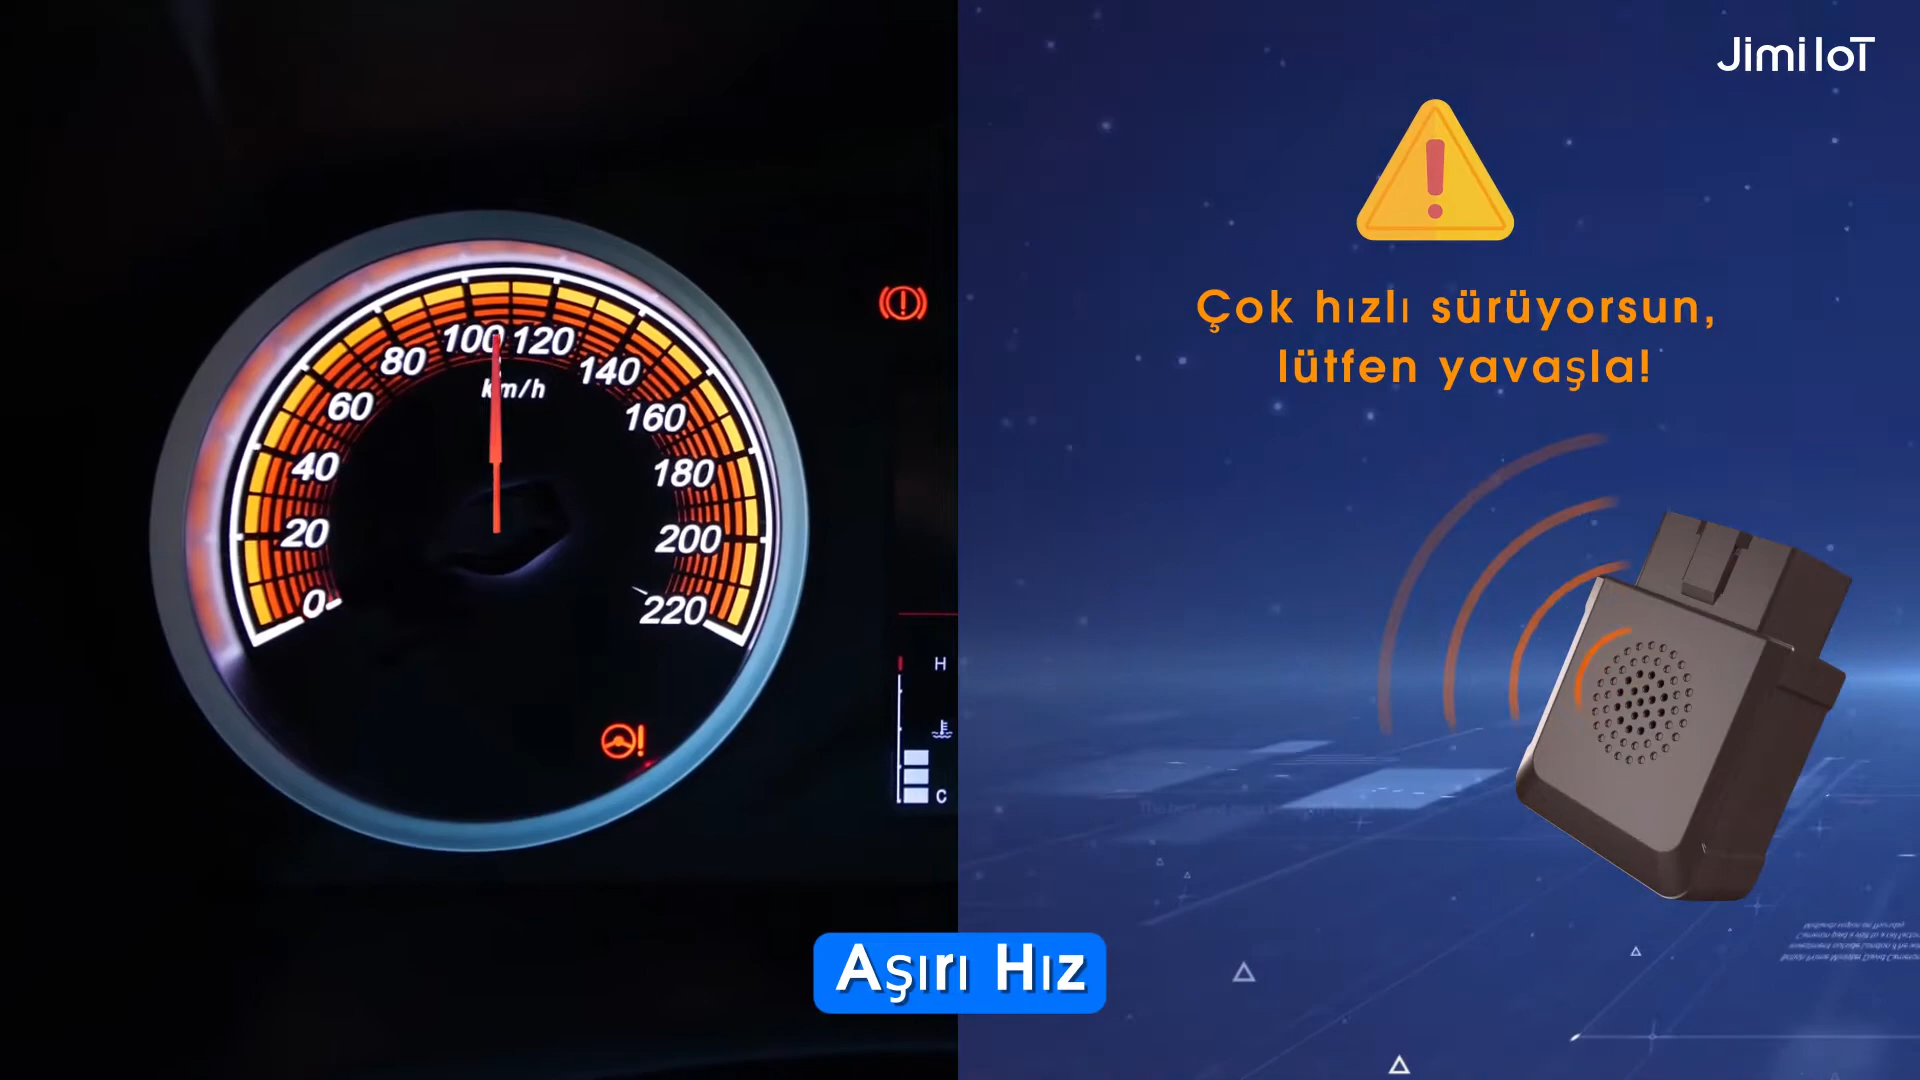 Jimi IoT
Çok hızlı sürüyorsun,
lütfen yavaşla!
100 120
80
140
km/h
60
160
40
180
20
200
0
220
H
C
Aşırı Hız